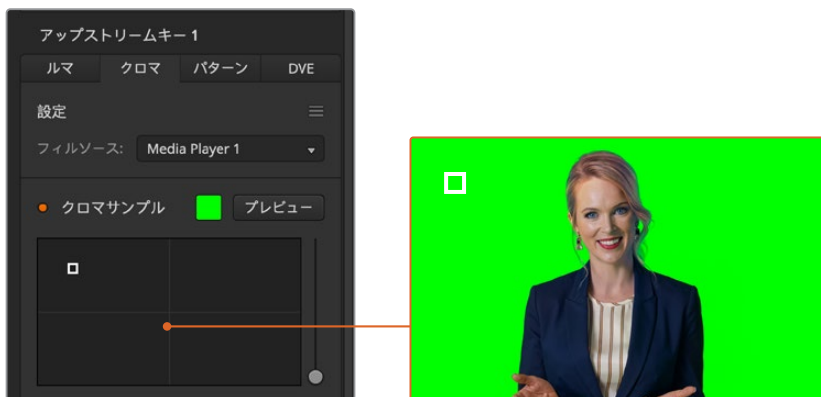 アップストリームキー 1
ルマ クロマ パターン DVE
設定
フィルソース: Media Player 1
クロマサンプル プレビュー